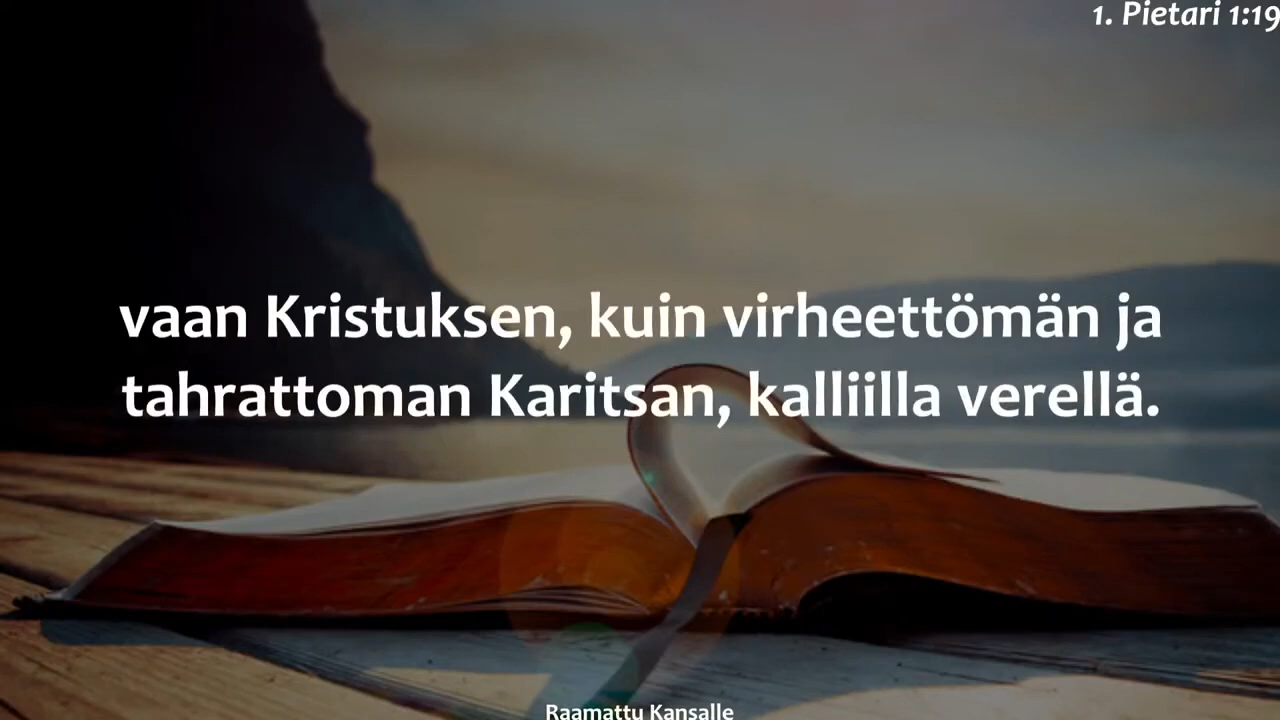 1. Pietari 1:19
vaan Kristuksen, kuin virheettömän ja
tahrattoman Karitsan, kalliilla verellä.
Raamattu Kansalle